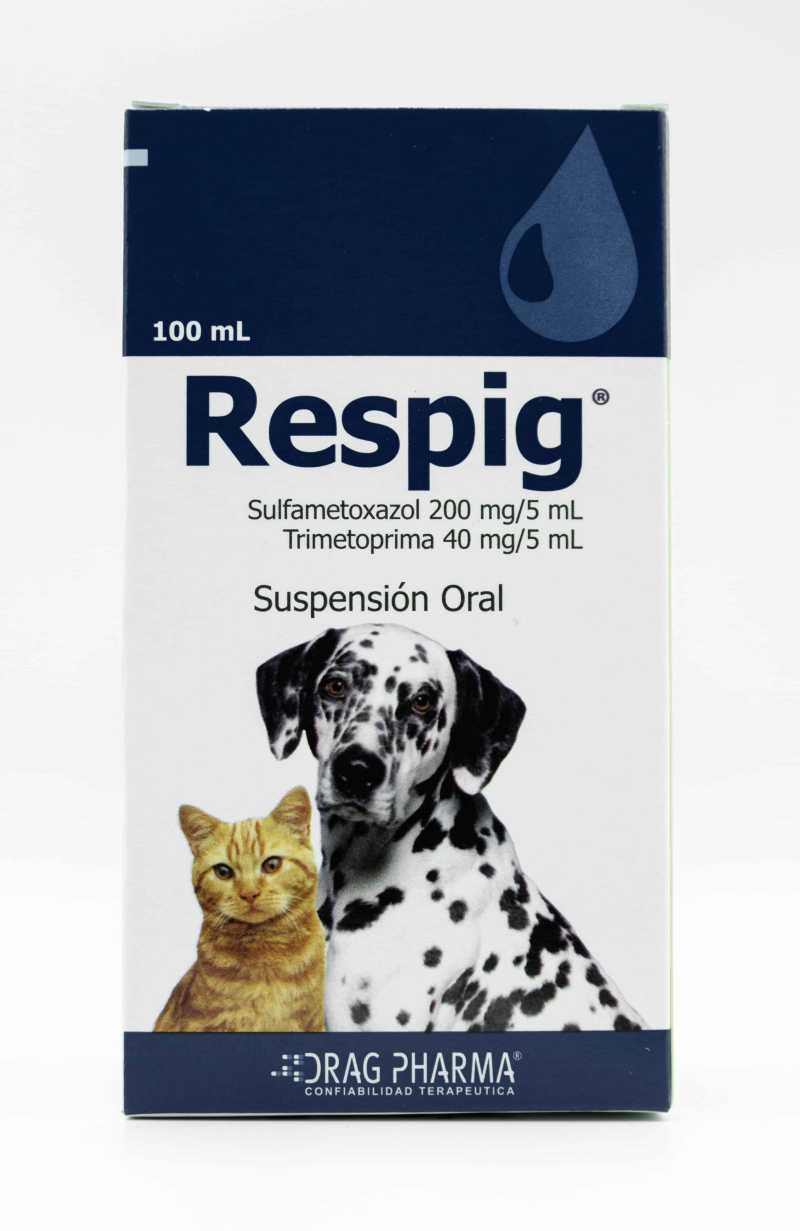 100 mL
Respig®
Sulfametoxazol 200 mg/5 mL
Trimetoprima 40 mg/5 mL
Suspensión Oral
DRAG PHARMA®
CONFIABILIDAD TERAPEUTICA